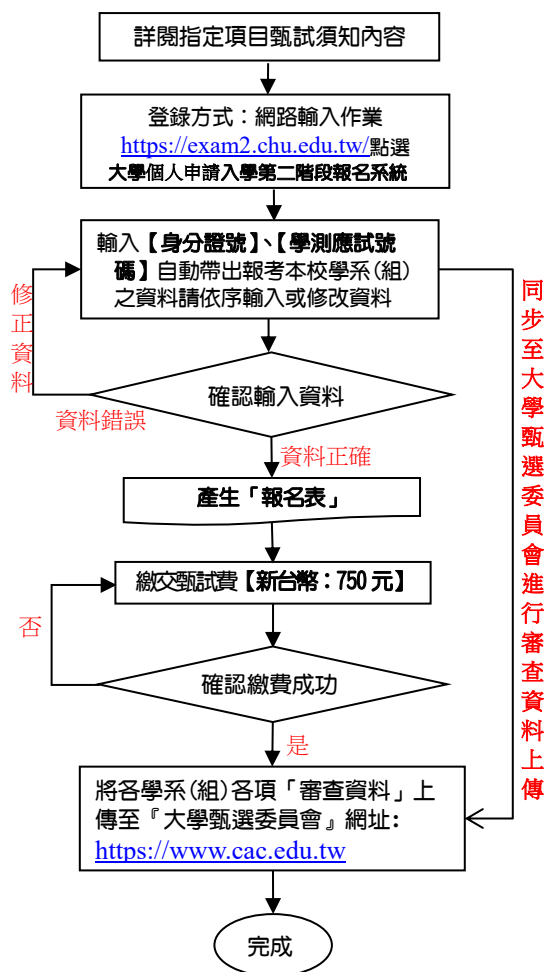 詳閱指定項目甄試須知內容
登錄方式：網路輸入作業
https://exam2.chu.edu.tw/點選
大學個人申請入學第二階段報名系統
輸入【身分證號】、【學測應試號
碼】自動帶出報考本校學系(組)
之資料請依序輸入或修改資料
修正資料
同步至大學甄選委員會進行審查資料上傳
確認輸入資料
資料錯誤
資料正確
產生「報名表」
繳交甄試費【新台幣：750 元】
否
確認繳費成功
是
將各學系(組)各項「審查資料」上
傳至『大學甄選委員會』網址:
https://www.cac.edu.tw
完成